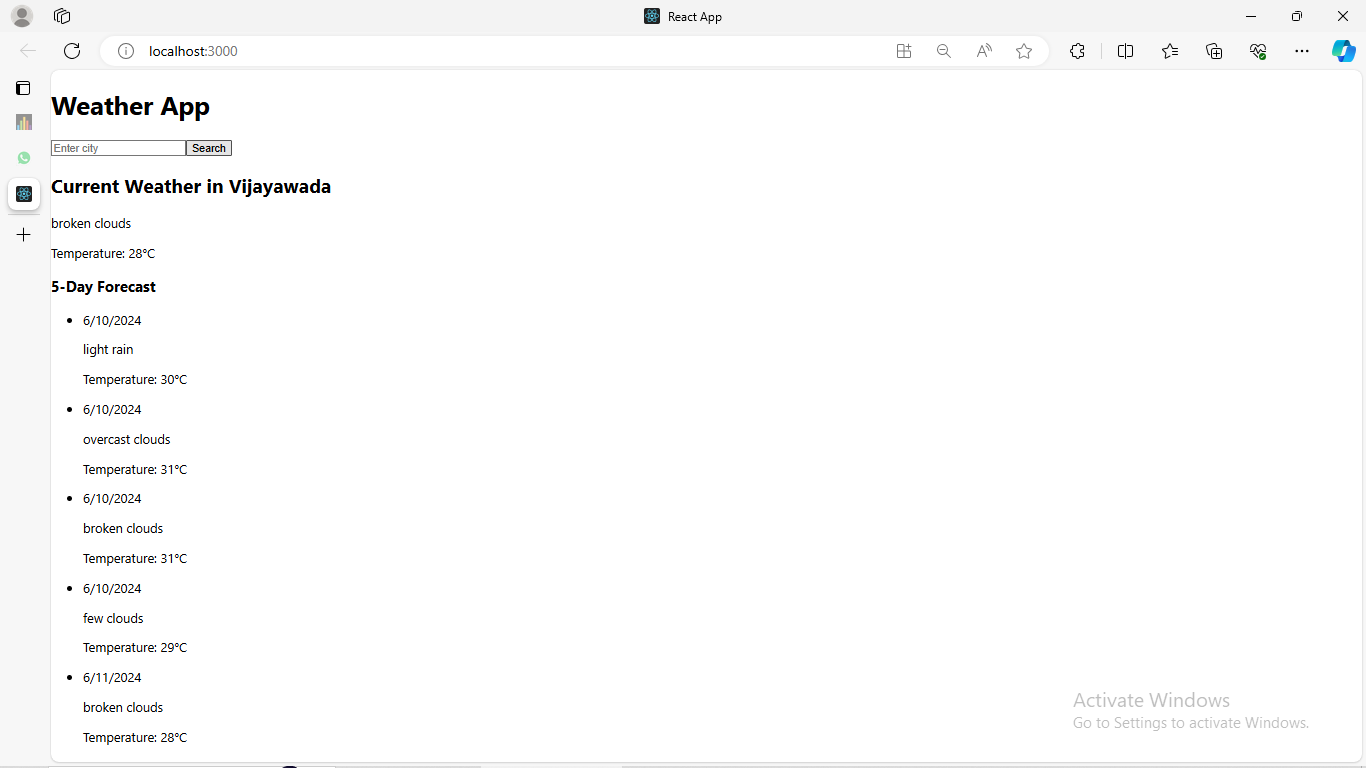 React App
localhost:3000
Weather App
Enter city Search
Current Weather in Vijayawada
broken clouds
Temperature: 28°C
5-Day Forecast
6/10/2024
light rain
Temperature: 30°C
6/10/2024
overcast clouds
Temperature: 31°C
6/10/2024
broken clouds
Temperature: 31°C
6/10/2024
few clouds
Temperature: 29°C
6/11/2024
broken clouds
Temperature: 28°C
Activate Windows
Go to Settings to activate Windows.